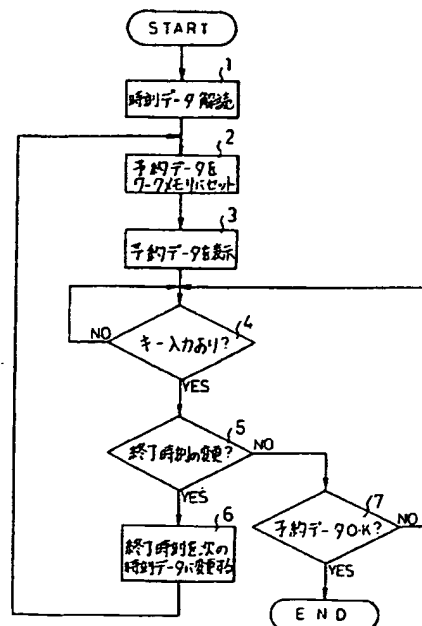 START
1
時刻データ解読
2
予約データを
ワークメモリにセット
3
予約データを表示
4
キー入力あり?
NO
YES
5
終了時刻の変更?
NO
YES
6
終了時刻を次の
時刻データに変更する
7
予約データO・K?
NO
YES
END